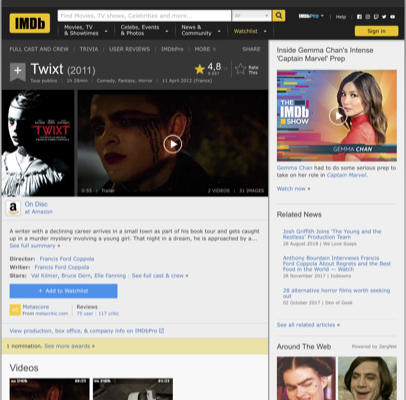 IMDb
Find Movies, TV shows, Celebrities and more...
All
IMDbPro
Help
Movies, TV
& Showtimes
Celebs, Events
& Photos
News &
Community
Watchlist
Sign in
FULL CAST AND CREW | TRIVIA | USER REVIEWS | IMDbPro | MORE
SHARE
Twixt (2011)
4,8
Rate
This
Tous publics | 1h 28min | Comedy, Fantasy, Horror | 11 April 2012 (France)
TWIXT
0:55 Trailer
2 VIDEOS | 31 IMAGES
a
On Disc
at Amazon
A writer with a declining career arrives in a small town as part of his book tour and gets caught
up in a murder mystery involving a young girl. That night in a dream, he is approached by a...
See full summary »
Director: Francis Ford Coppola
Writer: Francis Ford Coppola
Stars: Val Kilmer, Bruce Dern, Elle Fanning | See full cast & crew »
+ Add to Watchlist
Metascore
From metacritic.com
Reviews
75 user | 117 critic
View production, box office, & company info on IMDbPro
1 nomination. See more awards »
Videos
Inside Gemma Chan's Intense
'Captain Marvel' Prep
THE
IMDb
SHOW
GEMMA CHAN
Gemma Chan had to do some serious prep to
take on her role in Captain Marvel.
Watch now »
Related News
Josh Griffith Joins 'The Young and the
Restless' Production Team
28 August 2018 | We Love Soaps
Anthony Bourdain Interviews Francis
Ford Coppola About Regrets and the Best
Food in the World — Watch
28 November 2017 | Indiewire
28 alternative horror films worth seeking
out
02 October 2017 | Den of Geek
See all related articles »
Around The Web
Powered by ZergNet